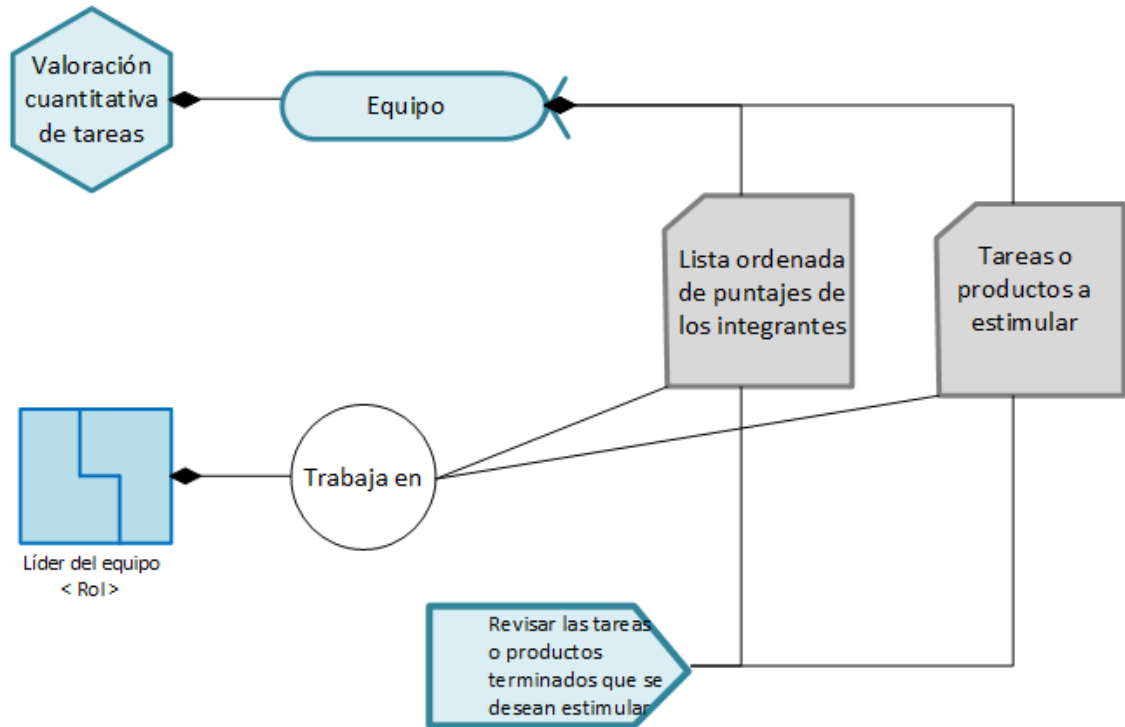 Valoración
cuantitativa
de tareas
Equipo
Lista ordenada
de puntajes de
los integrantes
Tareas o
productos a
estimular
Trabaja en
Líder del equipo
< Rol >
Revisar las tareas
o productos
terminados que se
desean estimular